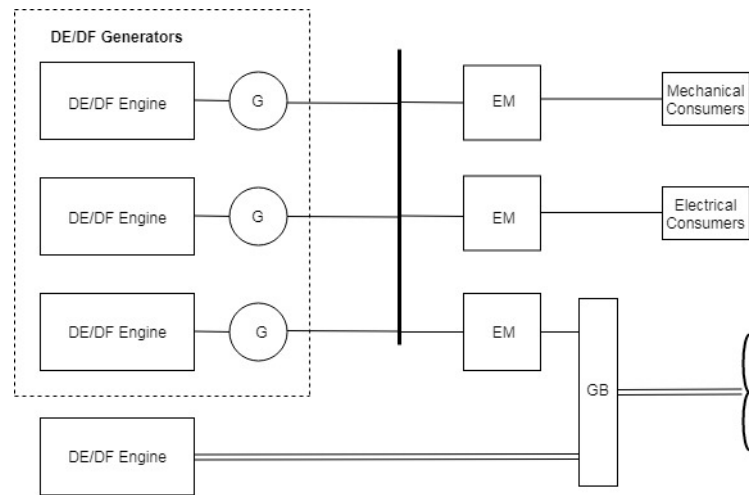 DE/DF Generators
DE/DF Engine
G
EM
Mechanical
Consumers
DE/DF Engine
G
EM
Electrical
Consumers
DE/DF Engine
G
EM
GB
DE/DF Engine